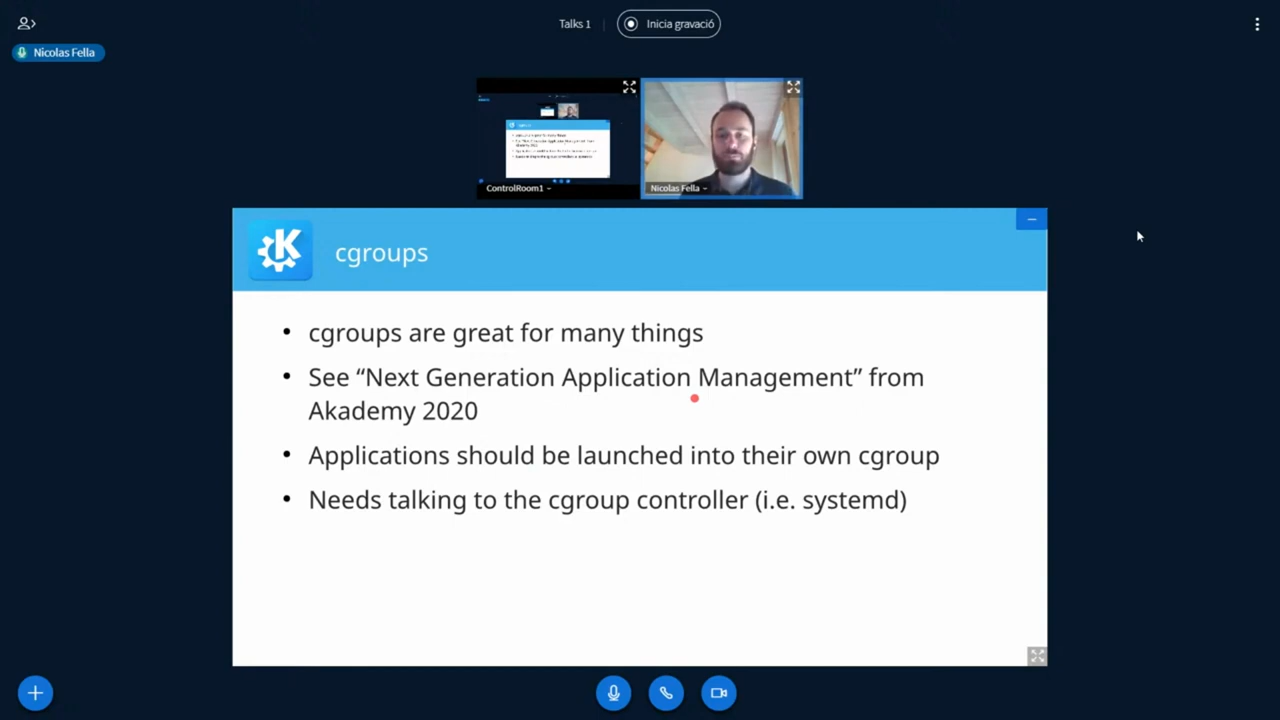 Talks 1
Inicia gravació
Nicolas Fella
ControlRoom1
Nicolas Fella
cgroups
• cgroups are great for many things
• See “Next Generation Application Management” from
Akademy 2020
• Applications should be launched into their own cgroup
• Needs talking to the cgroup controller (i.e. systemd)